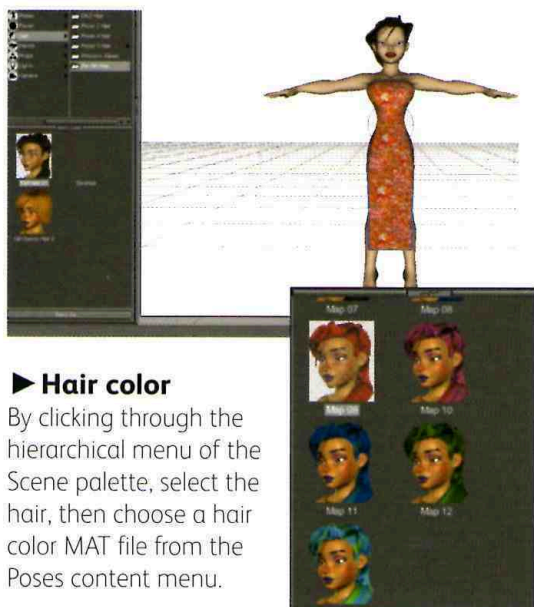 Map 07
Map 08
Map 09
Map 10
Map 11
Map 12
▶ Hair color
By clicking through the
hierarchical menu of the
Scene palette, select the
hair, then choose a hair
color MAT file from the
Poses content menu.